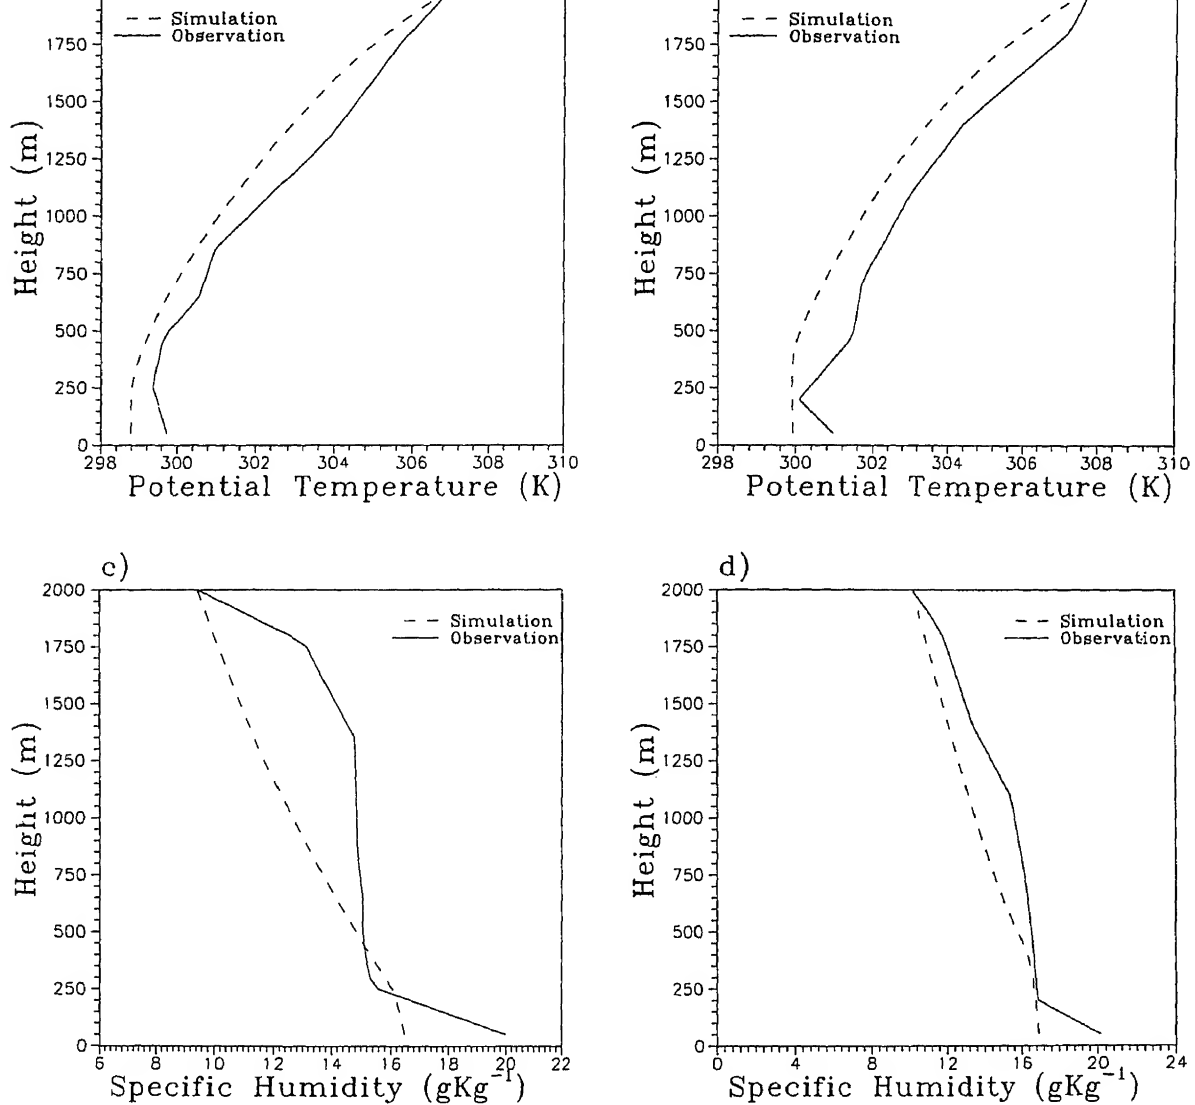 Simulation
Observation
1750
1500
1250
1000
750
500
250
0
298 300 302 304 306 308 310
Height (m)
Potential Temperature (K)
Simulation
Observation
1750
1500
1250
1000
750
500
250
0
298 300 302 304 306 308 310
Height (m)
Potential Temperature (K)
c)
Simulation
Observation
2000
1750
1500
1250
1000
750
500
250
0
6 8 10 12 14 16 18 20 22
Height (m)
Specific Humidity (gKg⁻¹)
d)
Simulation
Observation
2000
1750
1500
1250
1000
750
500
250
0
0 4 8 12 16 20 24
Height (m)
Specific Humidity (gKg⁻¹)